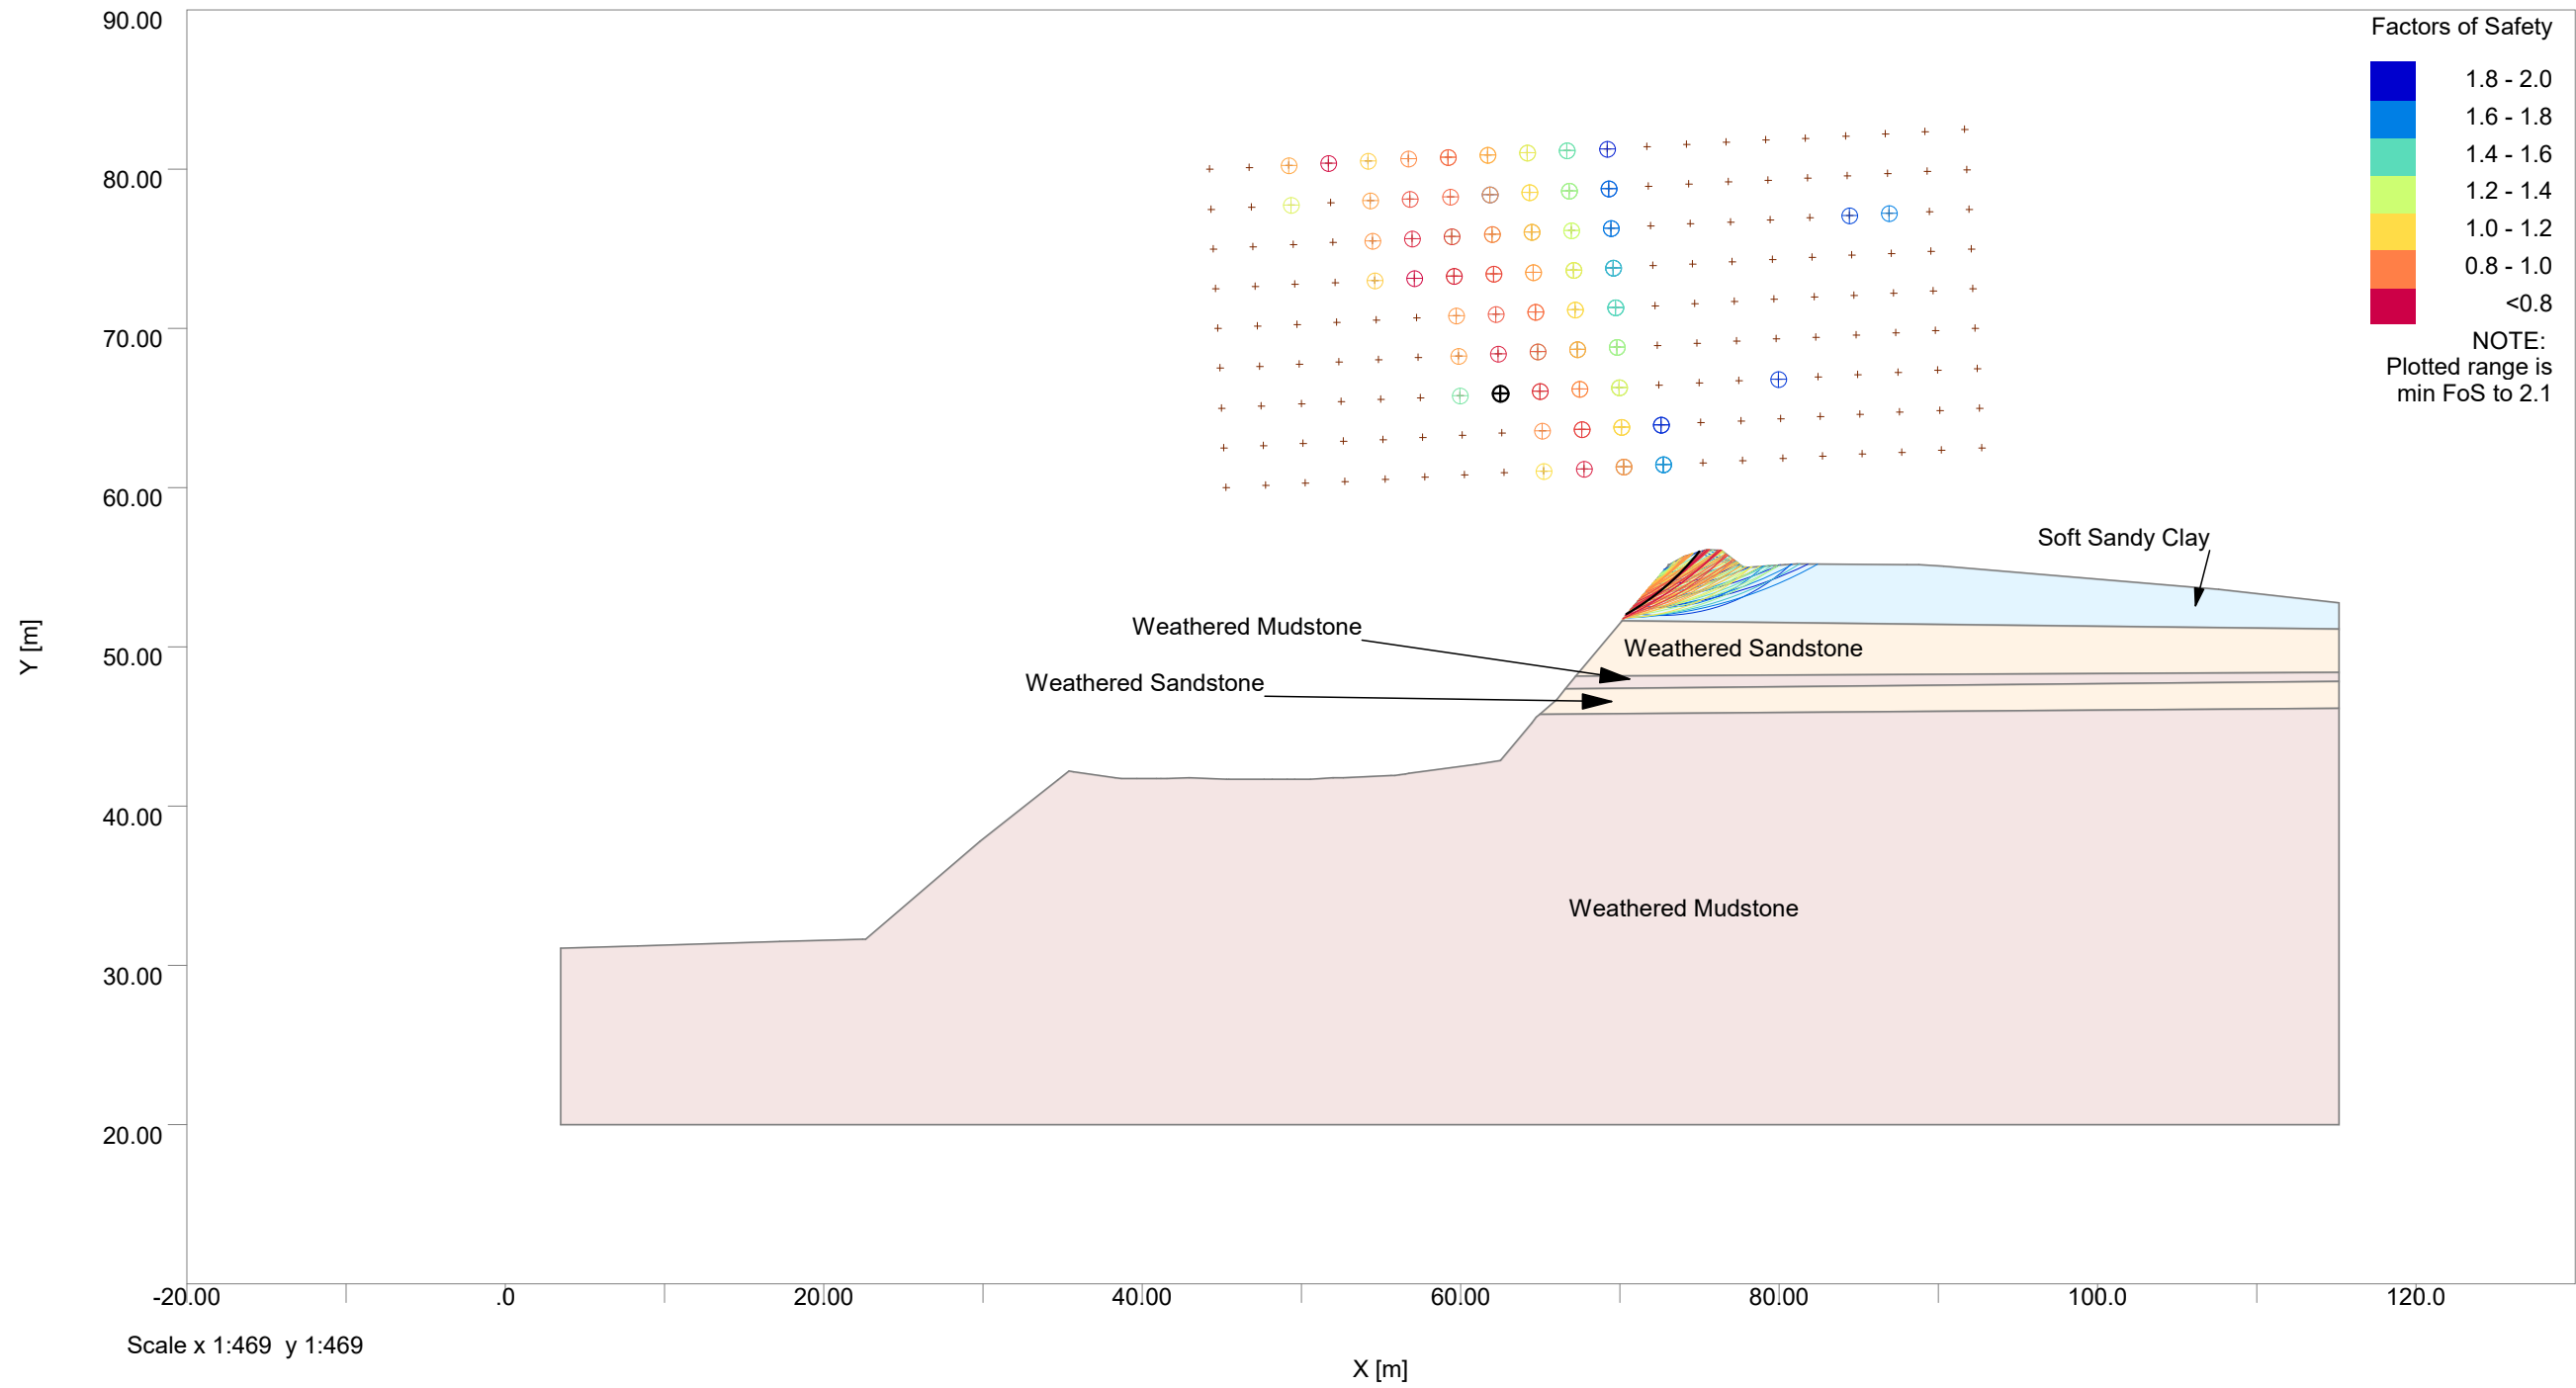 90.00
80.00
70.00
60.00
50.00
40.00
30.00
20.00
Y [m]
Factors of Safety
1.8 - 2.0
1.6 - 1.8
1.4 - 1.6
1.2 - 1.4
1.0 - 1.2
0.8 - 1.0
<0.8
NOTE:
Plotted range is
min FoS to 2.1
Soft Sandy Clay
Weathered Mudstone
Weathered Sandstone
Weathered Sandstone
Weathered Mudstone
-20.00 .0 20.00 40.00 60.00 80.00 100.0 120.0
Scale x 1:469 y 1:469
X [m]